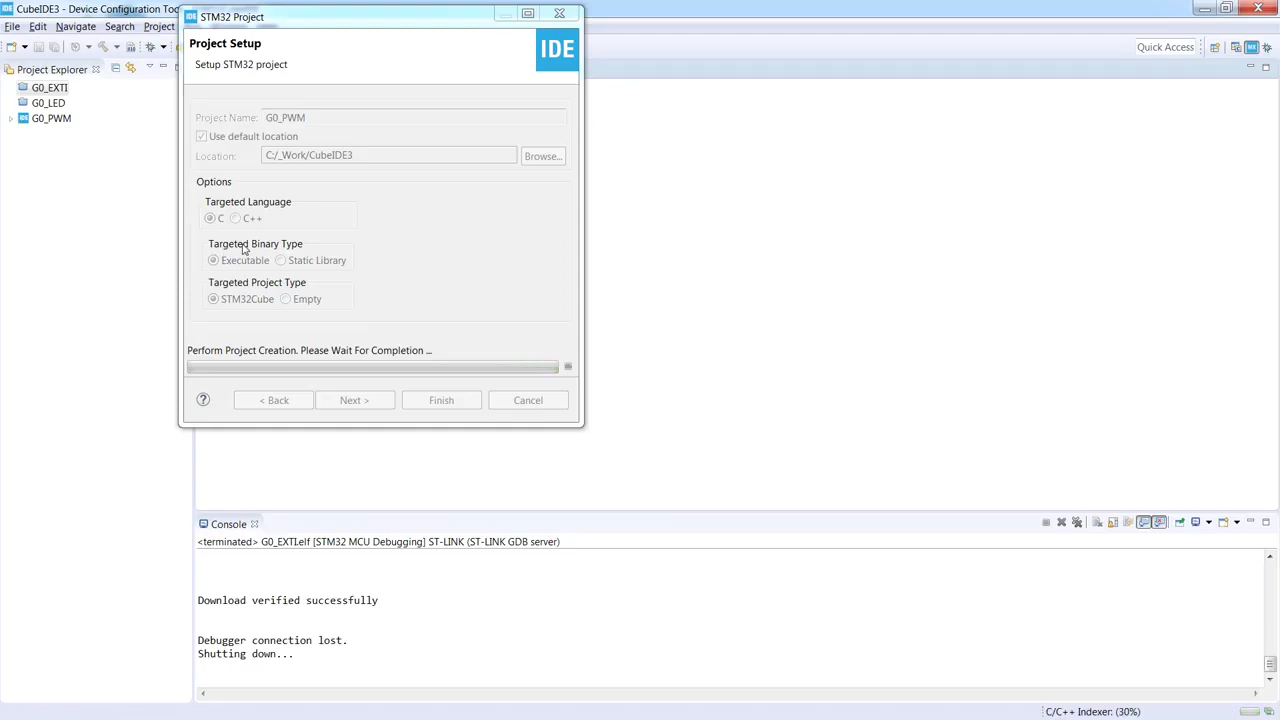 CubeIDE3 - Device Configuration To
File Edit Navigate Search Project
Quick Access
Project Explorer
G0_EXTI
G0_LED
G0_PWM
IDE STM32 Project
Project Setup
Setup STM32 project
IDE
Project Name: G0_PWM
Use default location
Location: C:/_Work/CubeIDE3 Browse...
Options
Targeted Language
C C++
Targeted Binary Type
Executable Static Library
Targeted Project Type
STM32Cube Empty
Perform Project Creation. Please Wait For Completion ...
< Back Next > Finish Cancel
Console
<terminated> G0_EXTI.elf [STM32 MCU Debugging] ST-LINK (ST-LINK GDB server)
Download verified successfully
Debugger connection lost.
Shutting down...
C/C++ Indexer: (30%)